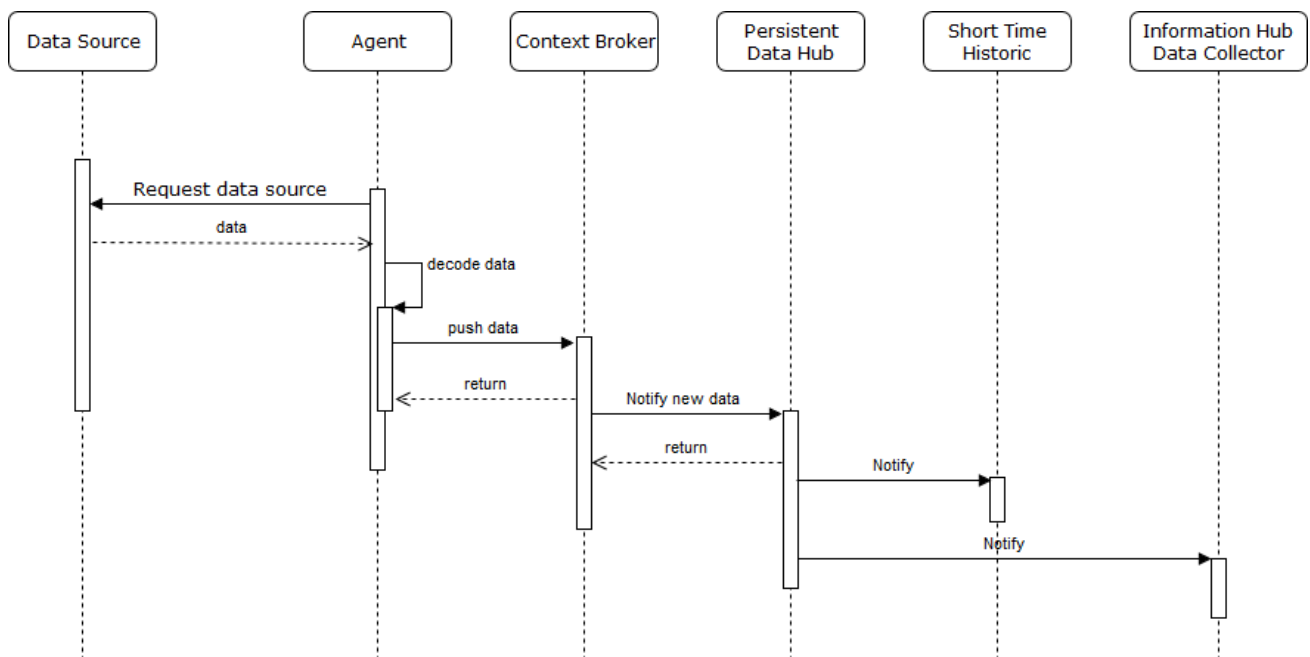 Data Source
Agent
Context Broker
Persistent
Data Hub
Short Time
Historic
Information Hub
Data Collector
Request data source
data
decode data
push data
return
Notify new data
return
Notify
Notify